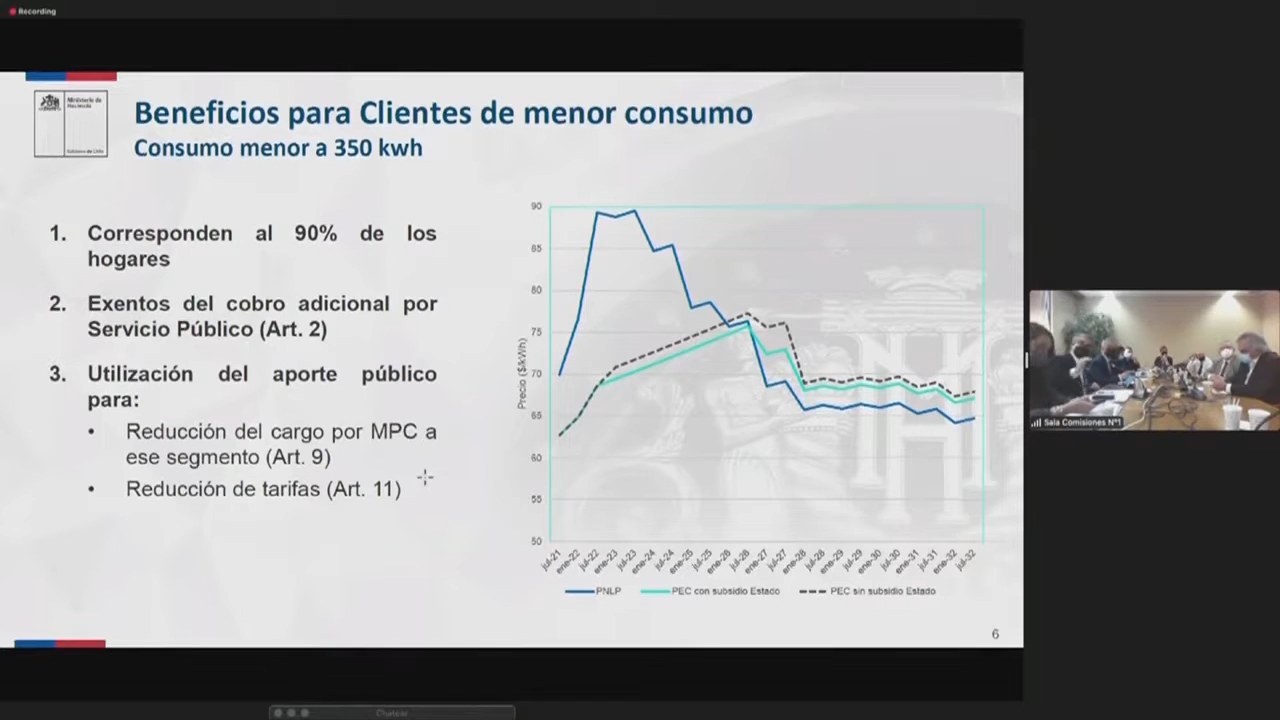 Recording
Ministerio de
Hacienda
Gobierno de Chile
Beneficios para Clientes de menor consumo
Consumo menor a 350 kwh
1. Corresponden al 90% de los
hogares
2. Exentos del cobro adicional por
Servicio Público (Art. 2)
3. Utilización del aporte público
para:
• Reducción del cargo por MPC a
ese segmento (Art. 9)
• Reducción de tarifas (Art. 11)
Precio ($/kWh)
90
85
80
75
70
65
60
55
50
jul-21
ene-22
jul-22
ene-23
jul-23
ene-24
jul-24
ene-25
jul-25
ene-26
jul-26
ene-27
jul-27
ene-28
jul-28
ene-29
jul-29
ene-30
jul-30
ene-31
jul-31
ene-32
jul-32
PNLP
PEC con subsidio Estado
PEC sin subsidio Estado
6
Sala Comisiones N°1
Chatear